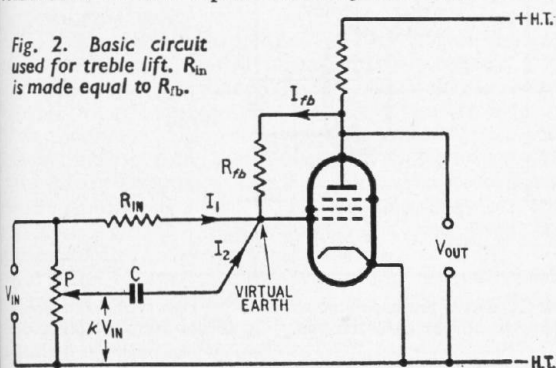 +H.T.
Fig. 2. Basic circuit
used for treble lift. Rin
is made equal to Rfb.
Ifb
Rfb
RIN
I1
I2
P
C
VIN
kVIN
VIRTUAL
EARTH
VOUT
−H.T.